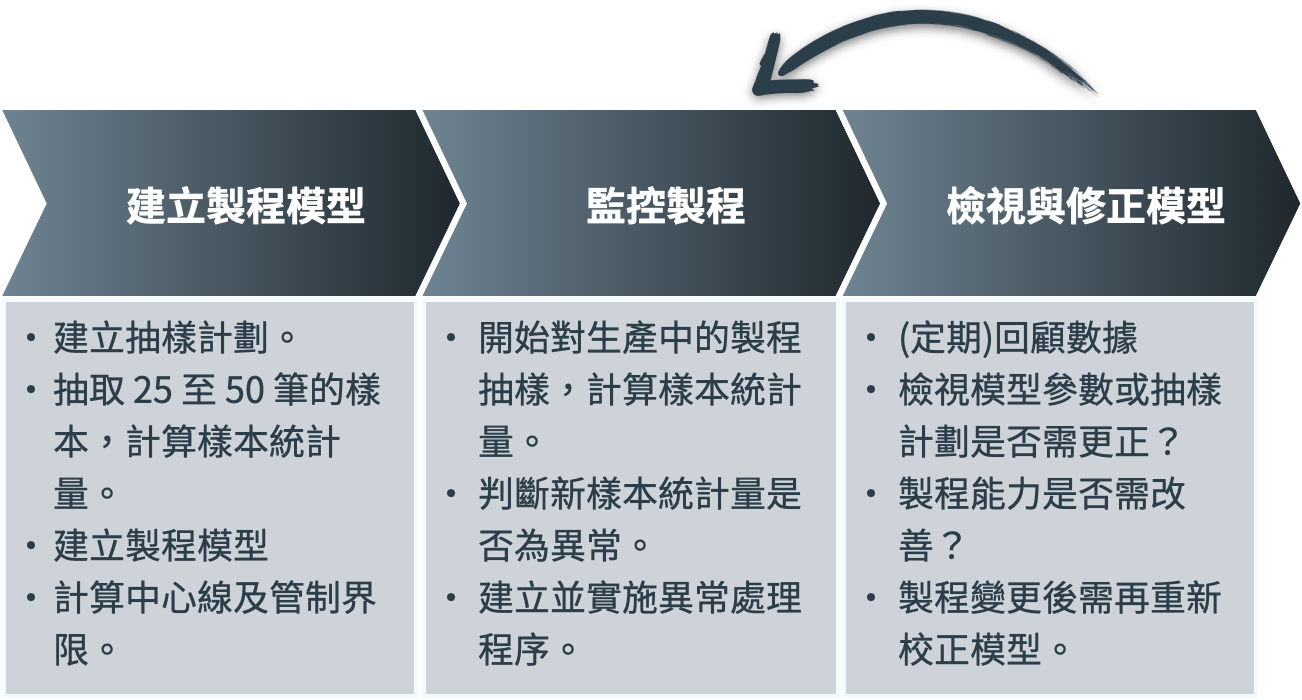 建立製程模型
監控製程
檢視與修正模型
• 建立抽樣計劃。
• 抽取 25 至 50 筆的樣
本，計算樣本統計
量。
• 建立製程模型
• 計算中心線及管制界
限。
• 開始對生產中的製程
抽樣，計算樣本統計
量。
• 判斷新樣本統計量是
否為異常。
• 建立並實施異常處理
程序。
• (定期)回顧數據
• 檢視模型參數或抽樣
計劃是否需更正？
• 製程能力是否需改
善？
• 製程變更後需再重新
校正模型。